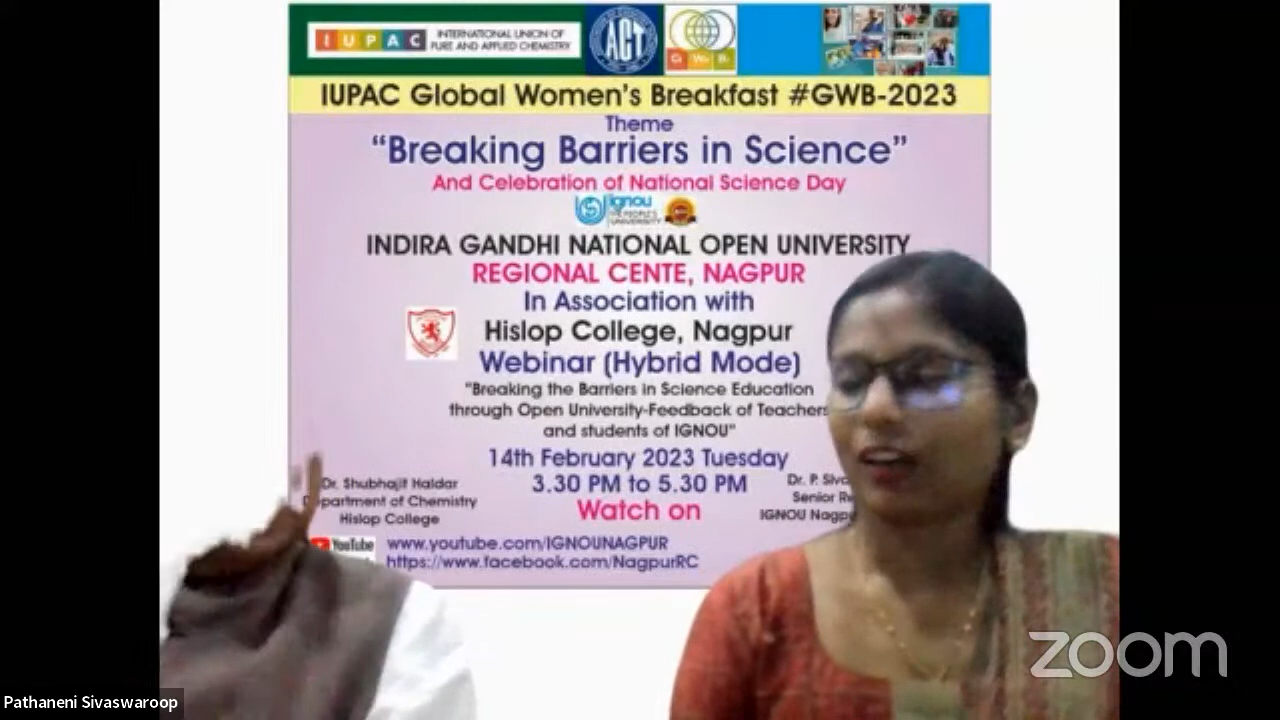 IUPAC
INTERNATIONAL UNION OF
PURE AND APPLIED CHEMISTRY
ACT
IUPAC Global Women's Breakfast #GWB-2023
Theme
"Breaking Barriers in Science"
And Celebration of National Science Day
ignou
THE PEOPLE'S
UNIVERSITY
INDIRA GANDHI NATIONAL OPEN UNIVERSITY
REGIONAL CENTE, NAGPUR
In Association with
Hislop College, Nagpur
Webinar (Hybrid Mode)
"Breaking the Barriers in Science Education
through Open University-Feedback of Teachers
and students of IGNOU"
14th February 2023 Tuesday
3.30 PM to 5.30 PM
Watch on
Dr. Shubhajit Haldar
Department of Chemistry
Hislop College
Dr. P.
Senior
IGNOU
YouTube
www.youtube.com/IGNOUNAGPUR
https://www.facebook.com/NagpurRC
zoom
Pathaneni Sivaswaroop